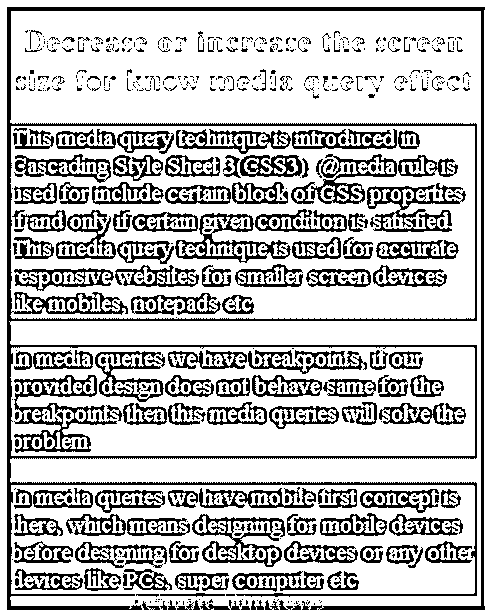 Decrease or increase the screen
size for know media query effect
This media query technique is introduced in
Cascading Style Sheet 3(CSS3). @media rule is
used for include certain block of CSS properties
if and only if certain given condition is satisfied.
This media query technique is used for accurate
responsive websites for smaller screen devices
like mobiles, notepads etc.
In media queries we have breakpoints, if our
provided design does not behave same for the
breakpoints then this media queries will solve the
problem.
In media queries we have mobile first concept is
there, which means designing for mobile devices
before designing for desktop devices or any other
devices like PCs, super computer etc.